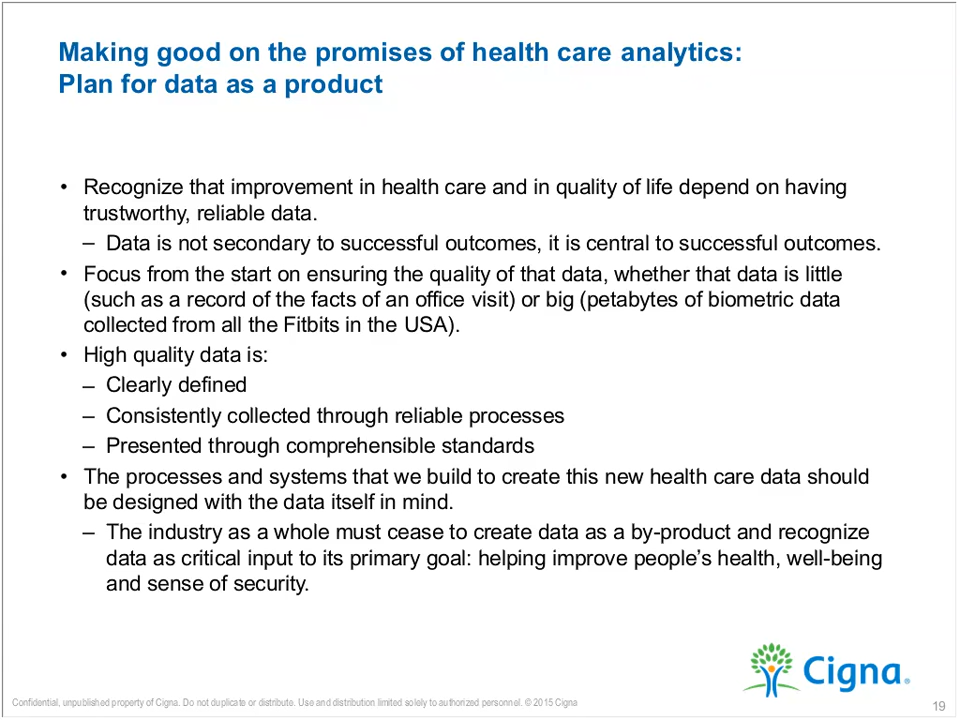 Making good on the promises of health care analytics:
Plan for data as a product
• Recognize that improvement in health care and in quality of life depend on having
trustworthy, reliable data.
– Data is not secondary to successful outcomes, it is central to successful outcomes.
• Focus from the start on ensuring the quality of that data, whether that data is little
(such as a record of the facts of an office visit) or big (petabytes of biometric data
collected from all the Fitbits in the USA).
• High quality data is:
– Clearly defined
– Consistently collected through reliable processes
– Presented through comprehensible standards
• The processes and systems that we build to create this new health care data should
be designed with the data itself in mind.
– The industry as a whole must cease to create data as a by-product and recognize
data as critical input to its primary goal: helping improve people’s health, well-being
and sense of security.
Cigna®
Confidential, unpublished property of Cigna. Do not duplicate or distribute. Use and distribution limited solely to authorized personnel. © 2015 Cigna
19